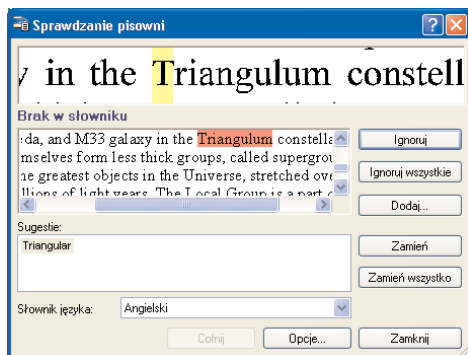 Sprawdzanie pisowni
y in the Triangulum constell
Brak w słowniku
da, and M33 galaxy in the Triangulum constella
mselves form less thick groups, called supergrou
he greatest objects in the Universe, stretched ove
llions of light years. The Local Group is a part o
Ignoruj
Ignoruj wszystkie
Dodaj...
Sugestie:
Triangular
Zamień
Zamień wszystko
Słownik języka:
Angielski
Cofnij
Opcje...
Zamknij